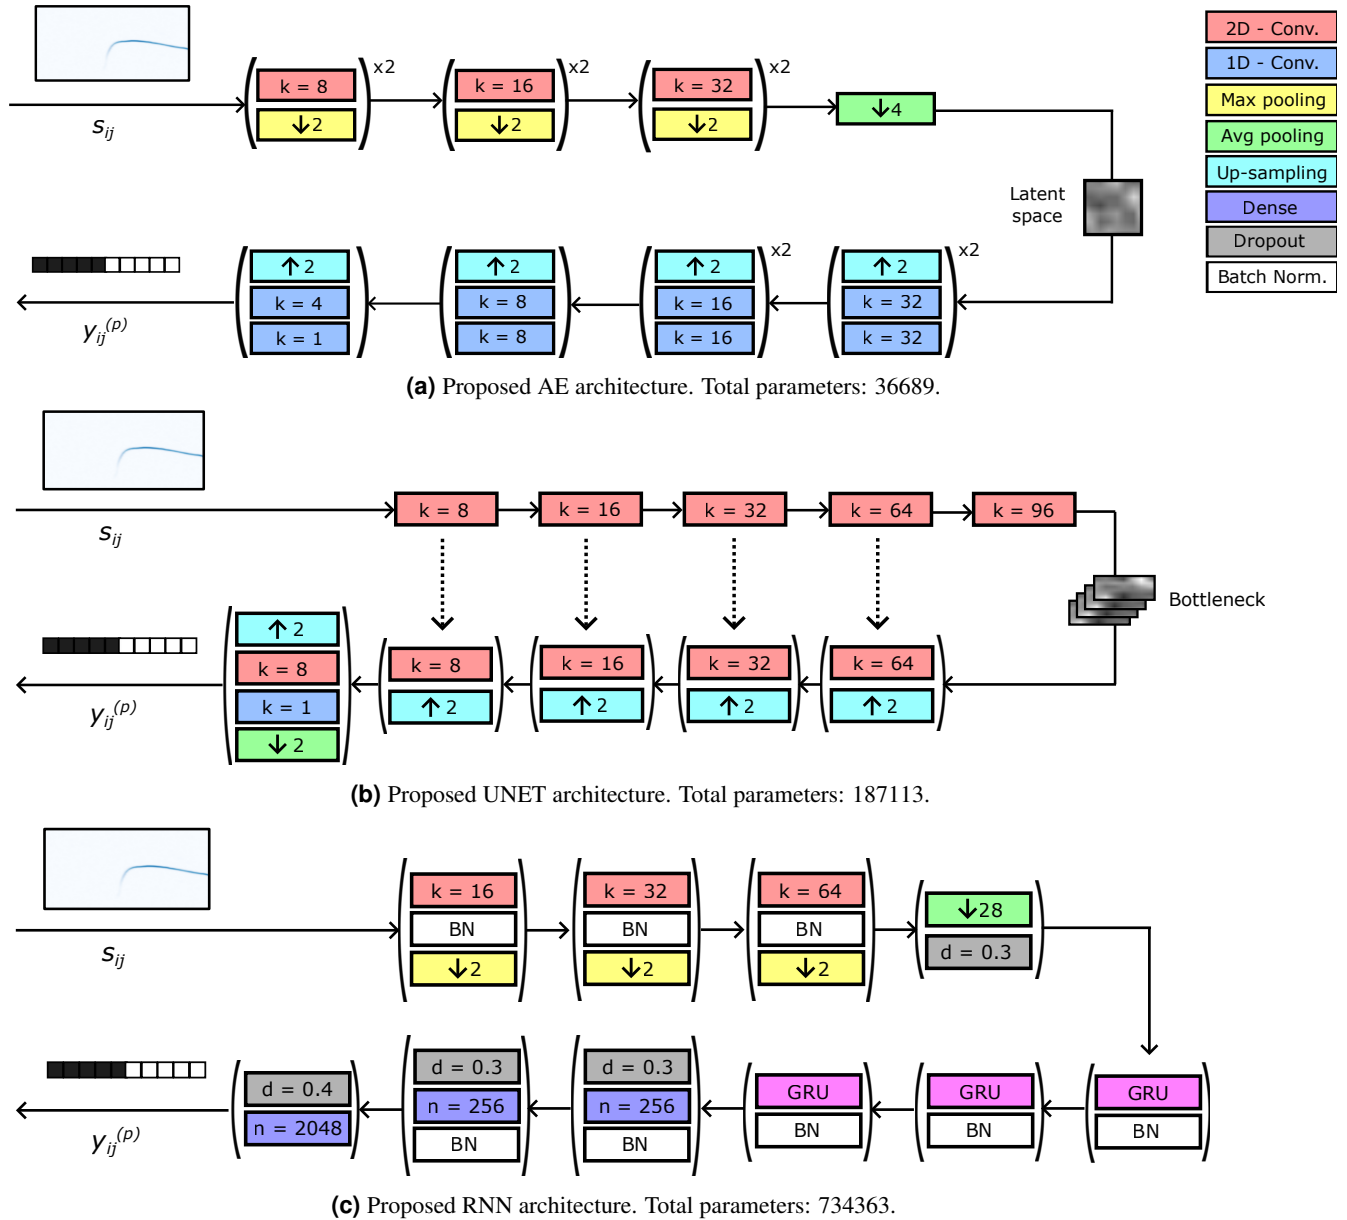 2D - Conv.
1D - Conv.
Max pooling
Avg pooling
Up-sampling
Dense
Dropout
Batch Norm.
s_ij
k = 8
↓2
x2
k = 16
↓2
x2
k = 32
↓2
x2
↓4
Latent
space
↑2
k = 4
k = 1
↑2
k = 8
k = 8
↑2
k = 16
k = 16
x2
↑2
k = 32
k = 32
x2
y_ij^(p)
(a) Proposed AE architecture. Total parameters: 36689.
s_ij
k = 8
k = 16
k = 32
k = 64
k = 96
Bottleneck
↑2
k = 8
k = 1
↓2
k = 8
↑2
k = 16
↑2
k = 32
↑2
k = 64
↑2
y_ij^(p)
(b) Proposed UNET architecture. Total parameters: 187113.
s_ij
k = 16
BN
↓2
k = 32
BN
↓2
k = 64
BN
↓2
↓28
d = 0.3
d = 0.4
n = 2048
d = 0.3
n = 256
BN
d = 0.3
n = 256
BN
GRU
BN
GRU
BN
GRU
BN
y_ij^(p)
(c) Proposed RNN architecture. Total parameters: 734363.